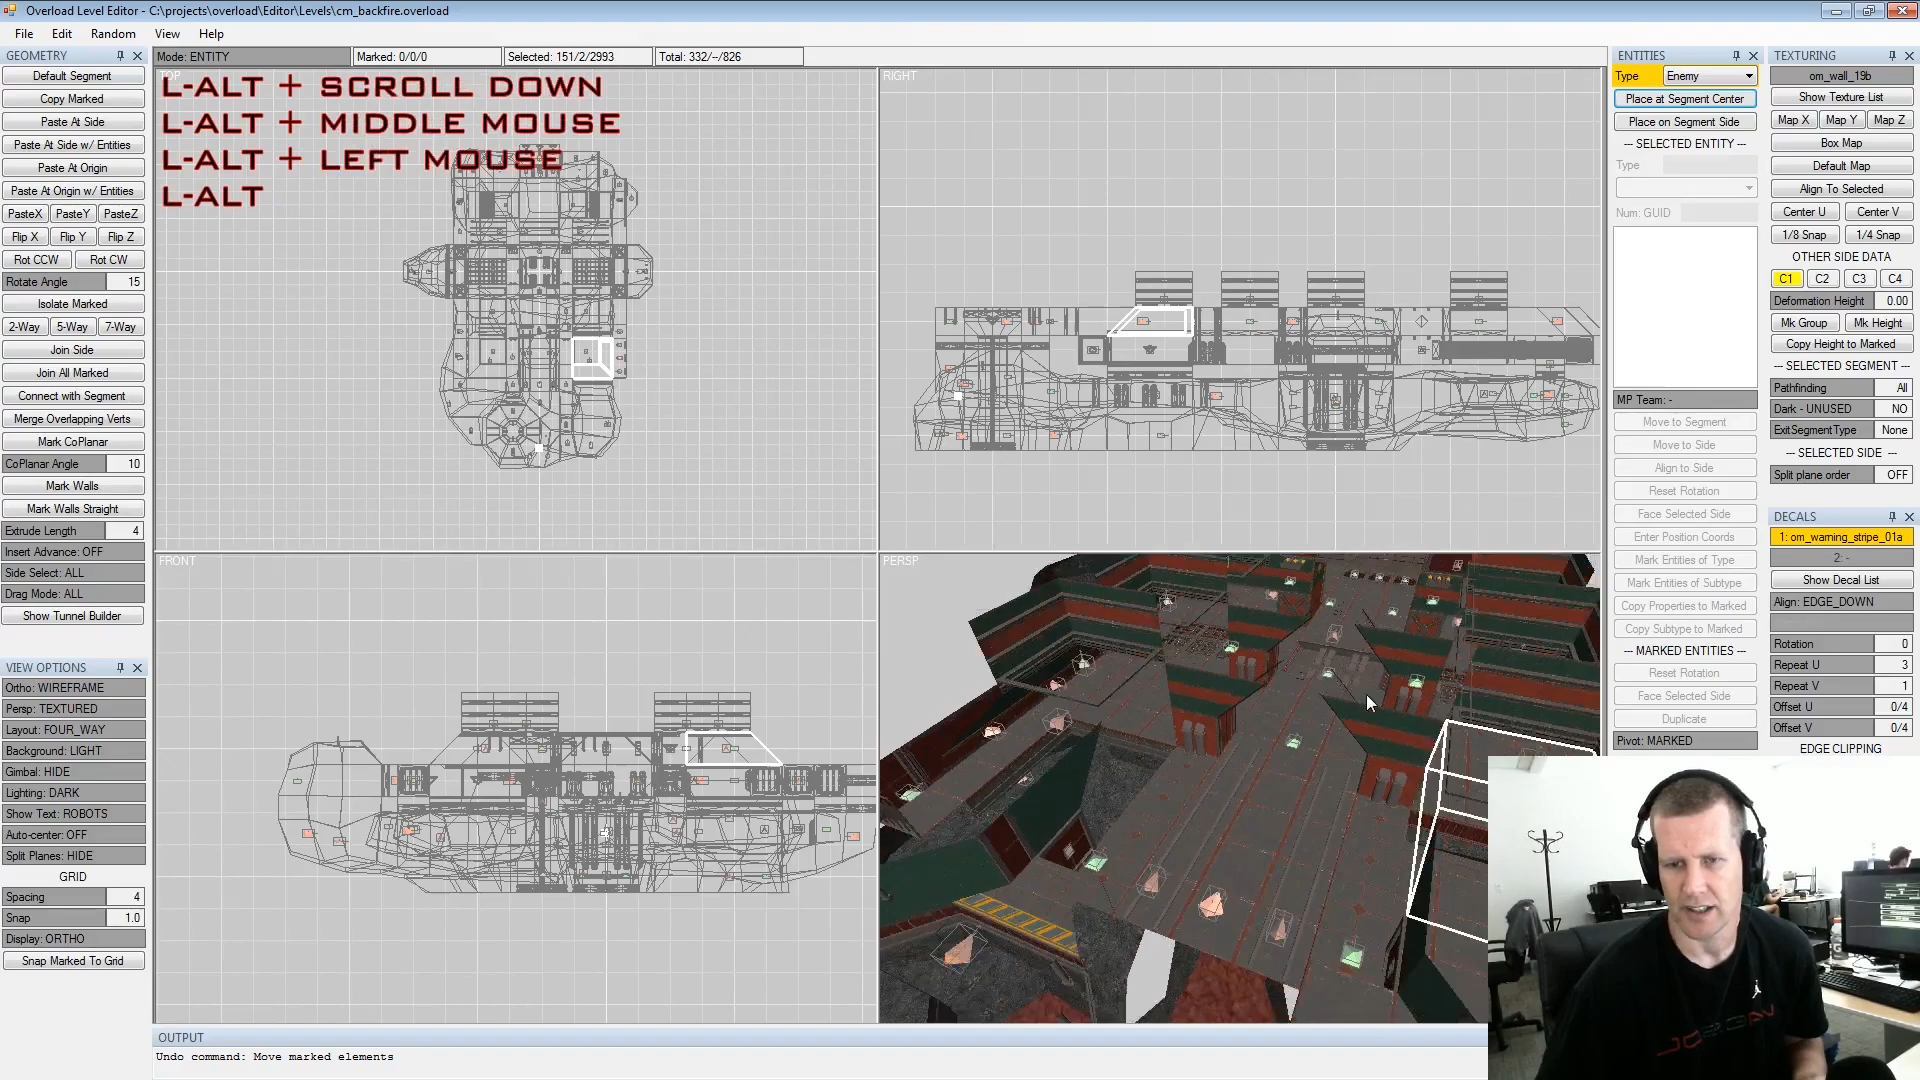 Overload Level Editor - C:\projects\overload\Editor\Levels\cm_backfire.overload
File Edit Random View Help
GEOMETRY
Default Segment
Copy Marked
Paste At Side
Paste At Side w/ Entities
Paste At Origin
Paste At Origin w/ Entities
PasteX PasteY PasteZ
Flip X Flip Y Flip Z
Rot CCW Rot CW
Rotate Angle 15
Isolate Marked
2-Way 5-Way 7-Way
Join Side
Join All Marked
Connect with Segment
Merge Overlapping Verts
Mark CoPlanar
CoPlanar Angle 10
Mark Walls
Mark Walls Straight
Extrude Length 4
Insert Advance: OFF
Side Select: ALL
Drag Mode: ALL
Show Tunnel Builder
VIEW OPTIONS
Ortho: WIREFRAME
Persp: TEXTURED
Layout: FOUR_WAY
Background: LIGHT
Gimbal: HIDE
Lighting: DARK
Show Text: ROBOTS
Auto-center: OFF
Split Planes: HIDE
GRID
Spacing 4
Snap 1.0
Display: ORTHO
Snap Marked To Grid
Mode: ENTITY Marked: 0/0/0 Selected: 151/2/2993 Total: 332/--/826
TOP
L-ALT + SCROLL DOWN
L-ALT + MIDDLE MOUSE
L-ALT + LEFT MOUSE
L-ALT
RIGHT
FRONT
PERSP
OUTPUT
Undo command: Move marked elements
ENTITIES
Type Enemy
Place at Segment Center
Place on Segment Side
--- SELECTED ENTITY ---
Type
Num: GUID
MP Team: -
Move to Segment
Move to Side
Align to Side
Reset Rotation
Face Selected Side
Enter Position Coords
Mark Entities of Type
Mark Entities of Subtype
Copy Properties to Marked
Copy Subtype to Marked
--- MARKED ENTITIES ---
Reset Rotation
Face Selected Side
Duplicate
Pivot: MARKED
TEXTURING
om_wall_19b
Show Texture List
Map X Map Y Map Z
Box Map
Default Map
Align To Selected
Center U Center V
1/8 Snap 1/4 Snap
OTHER SIDE DATA
C1 C2 C3 C4
Deformation Height 0.00
Mk Group Mk Height
Copy Height to Marked
--- SELECTED SEGMENT ---
Pathfinding All
Dark - UNUSED NO
ExitSegmentType None
--- SELECTED SIDE ---
Split plane order OFF
DECALS
1: om_warning_stripe_01a
2: -
Show Decal List
Align: EDGE_DOWN
Rotation 0
Repeat U 3
Repeat V 1
Offset U 0/4
Offset V 0/4
EDGE CLIPPING